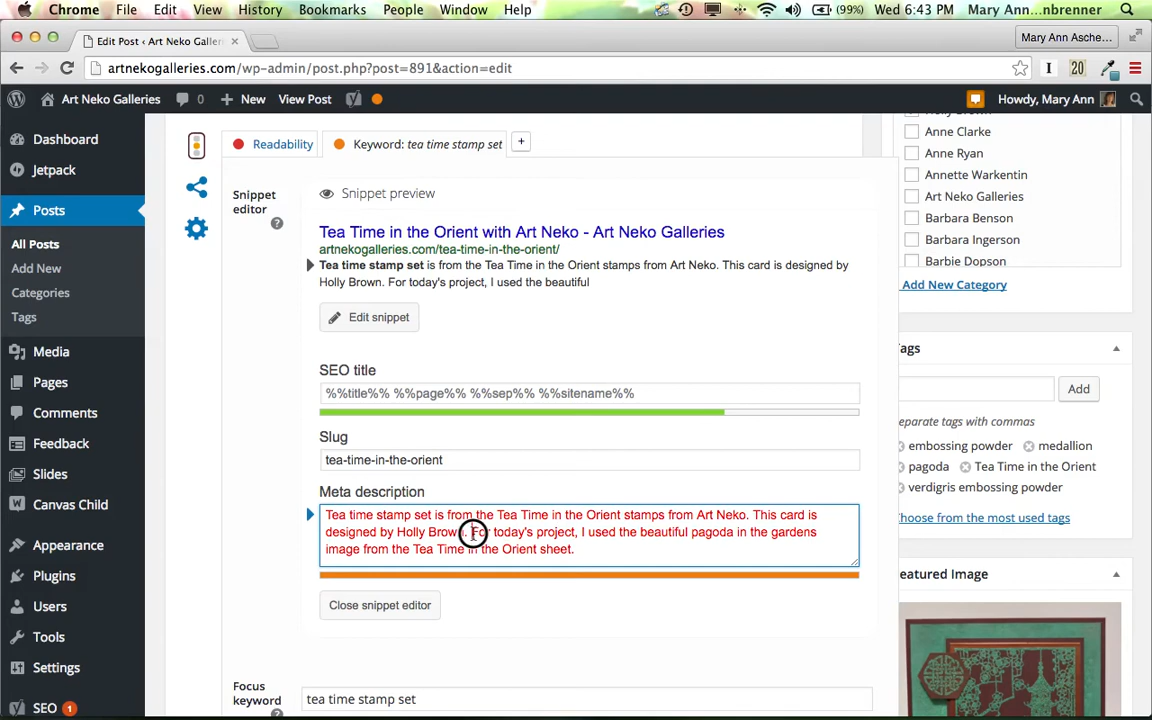 Chrome File Edit View History Bookmarks People Window Help (99%) Wed 6:43 PM Mary Ann...nbrenner
Edit Post ‹ Art Neko Galler × Mary Ann Asche...
artnekogalleries.com/wp-admin/post.php?post=891&action=edit 20
Art Neko Galleries 0 + New View Post Howdy, Mary Ann
Dashboard
Jetpack
Posts
All Posts
Add New
Categories
Tags
Media
Pages
Comments
Feedback
Slides
Canvas Child
Appearance
Plugins
Users
Tools
Settings
SEO 1
Readability Keyword: tea time stamp set +
Snippet editor
Snippet preview
Tea Time in the Orient with Art Neko - Art Neko Galleries
artnekogalleries.com/tea-time-in-the-orient/
Tea time stamp set is from the Tea Time in the Orient stamps from Art Neko. This card is designed by
Holly Brown. For today's project, I used the beautiful
Edit snippet
SEO title
%%title%% %%page%% %%sep%% %%sitename%%
Slug
tea-time-in-the-orient
Meta description
Tea time stamp set is from the Tea Time in the Orient stamps from Art Neko. This card is
designed by Holly Brown. For today's project, I used the beautiful pagoda in the gardens
image from the Tea Time in the Orient sheet.
Close snippet editor
Focus keyword
tea time stamp set
Anne Clarke
Anne Ryan
Annette Warkentin
Art Neko Galleries
Barbara Benson
Barbara Ingerson
Barbie Dopson
Add New Category
ags
Add
eparate tags with commas
embossing powder medallion
pagoda Tea Time in the Orient
verdigris embossing powder
hoose from the most used tags
eatured Image